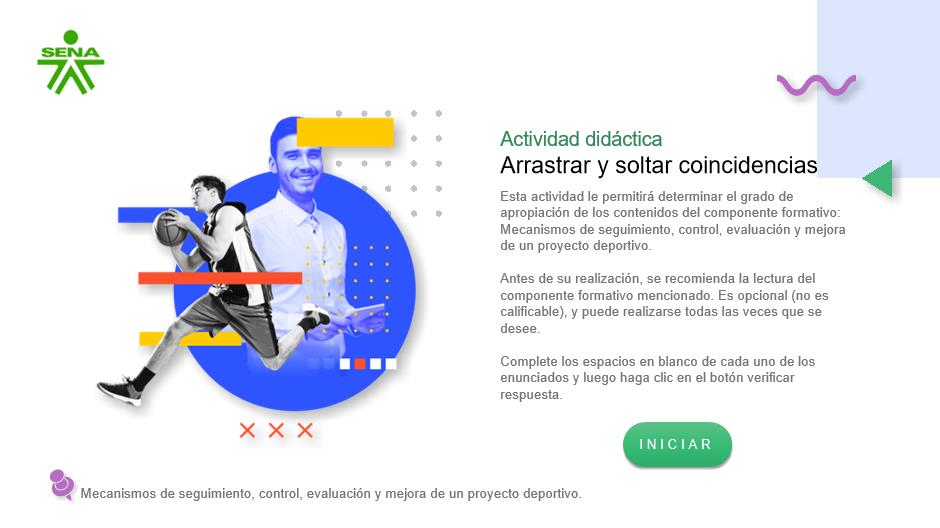 SENA
Actividad didáctica
Arrastrar y soltar coincidencias
Esta actividad le permitirá determinar el grado de
apropiación de los contenidos del componente formativo:
Mecanismos de seguimiento, control, evaluación y mejora
de un proyecto deportivo.
Antes de su realización, se recomienda la lectura del
componente formativo mencionado. Es opcional (no es
calificable), y puede realizarse todas las veces que se
desee.
Complete los espacios en blanco de cada uno de los
enunciados y luego haga clic en el botón verificar
respuesta.
INICIAR
Mecanismos de seguimiento, control, evaluación y mejora de un proyecto deportivo.